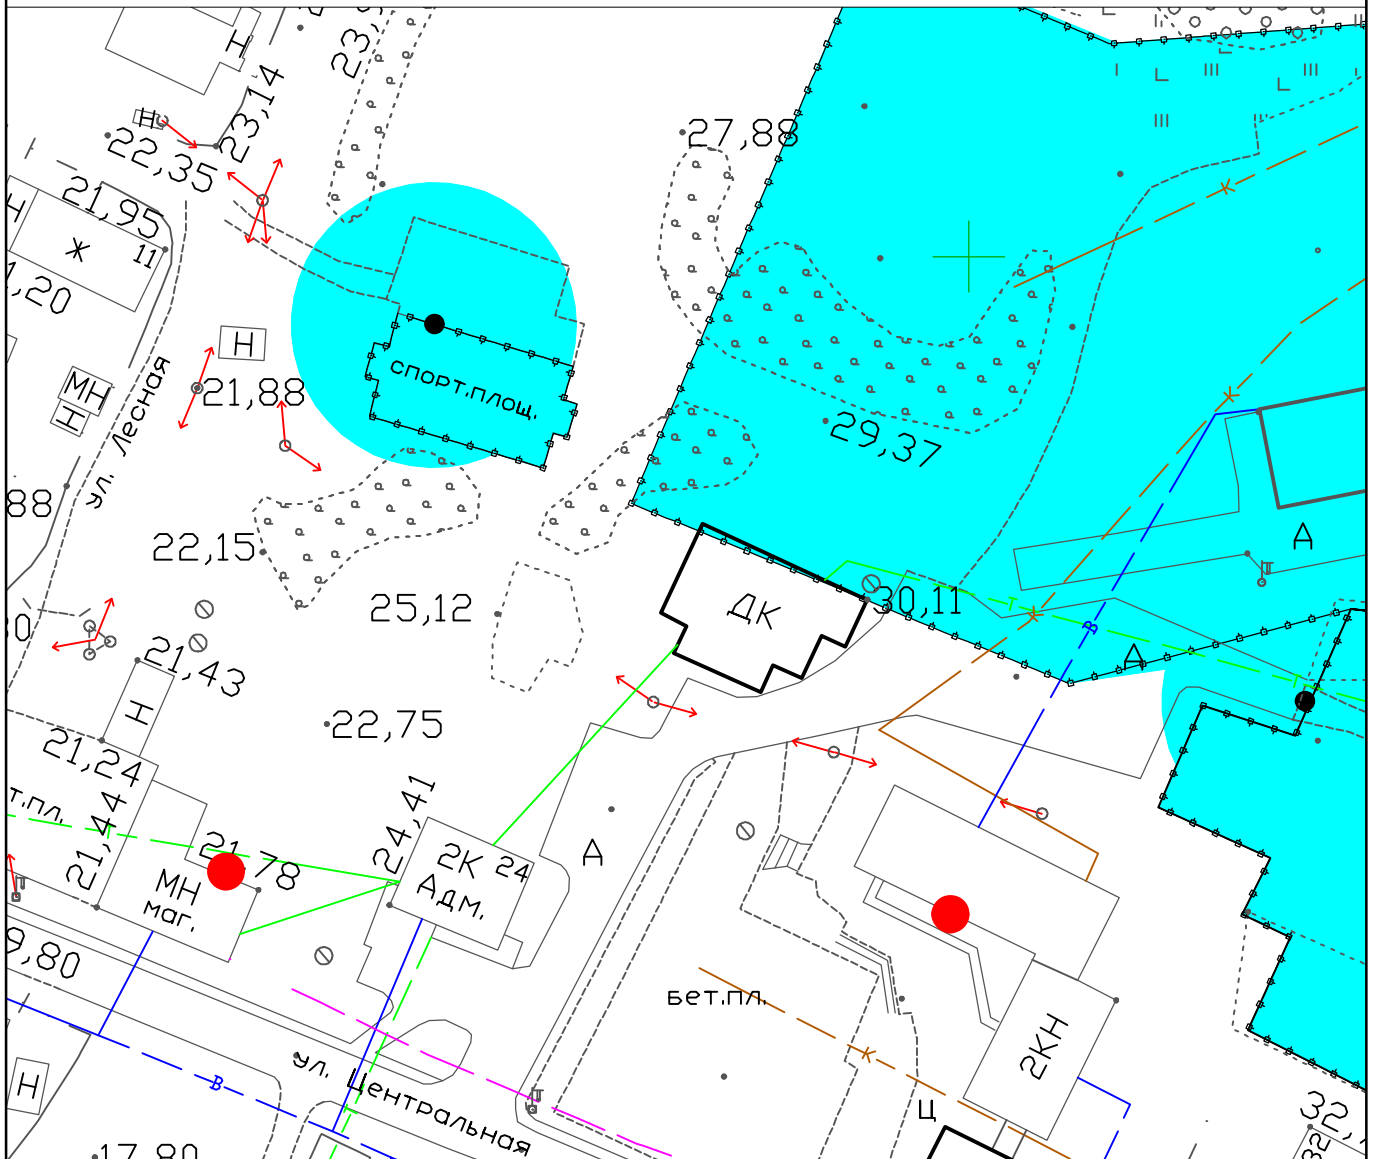 23,14
Н
Н
27,88
22,35
21,95
Н
Ж
11
,20
Н
СПОРТ.ПЛОЩ.
МН
21,88
Н
ул. Лесная
29,37
88
А
22,15
25,12
ДК
30,11
Т
В
А
21,43
Н
22,75
21,24
т.пл.
Т
21,44
24,41
21,78
2К 24
А
МН
маг.
Адм.
9,80
Бет.пл.
К
2КН
ул. Центральная
Н
В
Ц
32,
17,80
32